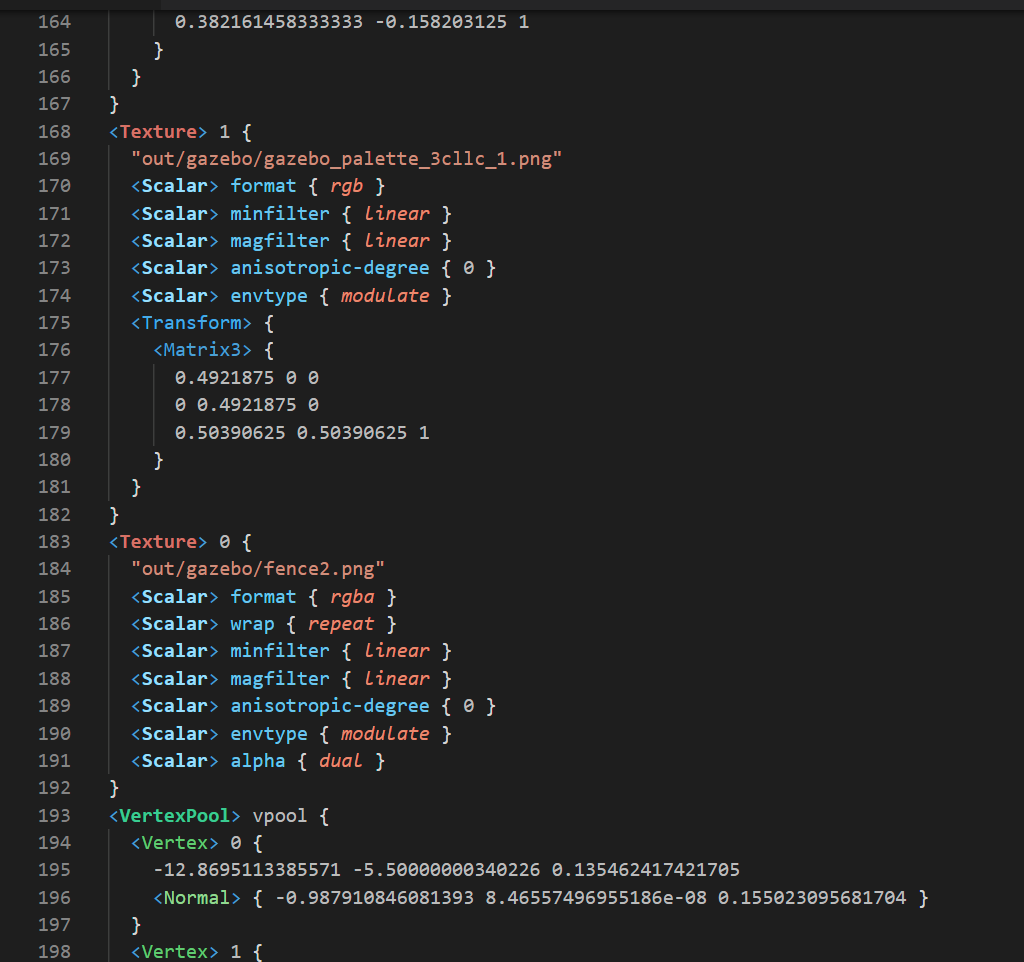 164 0.382161458333333 -0.158203125 1
165 }
166 }
167 }
168 <Texture> 1 {
169 "out/gazebo/gazebo_palette_3cllc_1.png"
170 <Scalar> format { rgb }
171 <Scalar> minfilter { linear }
172 <Scalar> magfilter { linear }
173 <Scalar> anisotropic-degree { 0 }
174 <Scalar> envtype { modulate }
175 <Transform> {
176 <Matrix3> {
177 0.4921875 0 0
178 0 0.4921875 0
179 0.50390625 0.50390625 1
180 }
181 }
182 }
183 <Texture> 0 {
184 "out/gazebo/fence2.png"
185 <Scalar> format { rgba }
186 <Scalar> wrap { repeat }
187 <Scalar> minfilter { linear }
188 <Scalar> magfilter { linear }
189 <Scalar> anisotropic-degree { 0 }
190 <Scalar> envtype { modulate }
191 <Scalar> alpha { dual }
192 }
193 <VertexPool> vpool {
194 <Vertex> 0 {
195 -12.8695113385571 -5.50000000340226 0.135462417421705
196 <Normal> { -0.987910846081393 8.46557496955186e-08 0.155023095681704 }
197 }
198 <Vertex> 1 {